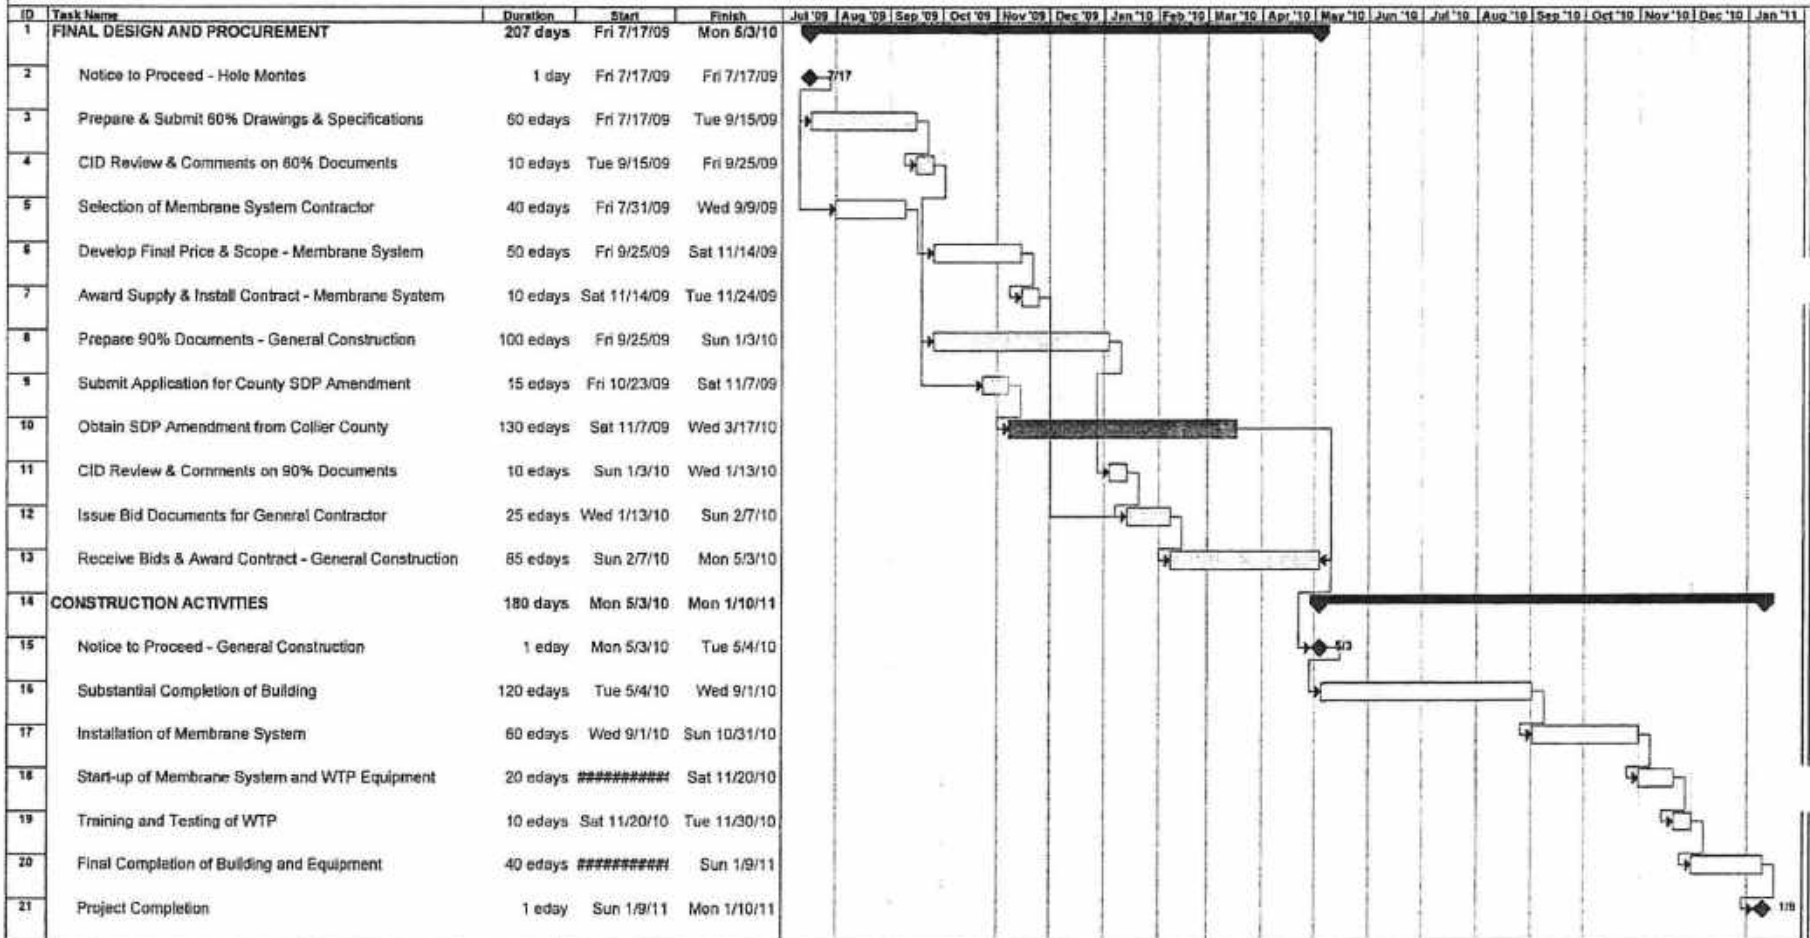 ID Task Name Duration Start Finish Jul '09 Aug '09 Sep '09 Oct '09 Nov '09 Dec '09 Jan '10 Feb '10 Mar '10 Apr '10 May '10 Jun '10 Jul '10 Aug '10 Sep '10 Oct '10 Nov '10 Dec '10 Jan '11
1 FINAL DESIGN AND PROCUREMENT 207 days Fri 7/17/09 Mon 5/3/10
2 Notice to Proceed - Hole Montes 1 day Fri 7/17/09 Fri 7/17/09 7/17
3 Prepare & Submit 60% Drawings & Specifications 60 edays Fri 7/17/09 Tue 9/15/09
4 CID Review & Comments on 60% Documents 10 edays Tue 9/15/09 Fri 9/25/09
5 Selection of Membrane System Contractor 40 edays Fri 7/31/09 Wed 9/9/09
6 Develop Final Price & Scope - Membrane System 50 edays Fri 9/25/09 Sat 11/14/09
7 Award Supply & Install Contract - Membrane System 10 edays Sat 11/14/09 Tue 11/24/09
8 Prepare 90% Documents - General Construction 100 edays Fri 9/25/09 Sun 1/3/10
9 Submit Application for County SDP Amendment 15 edays Fri 10/23/09 Sat 11/7/09
10 Obtain SDP Amendment from Collier County 130 edays Sat 11/7/09 Wed 3/17/10
11 CID Review & Comments on 90% Documents 10 edays Sun 1/3/10 Wed 1/13/10
12 Issue Bid Documents for General Contractor 25 edays Wed 1/13/10 Sun 2/7/10
13 Receive Bids & Award Contract - General Construction 85 edays Sun 2/7/10 Mon 5/3/10
14 CONSTRUCTION ACTIVITIES 180 days Mon 5/3/10 Mon 1/10/11
15 Notice to Proceed - General Construction 1 eday Mon 5/3/10 Tue 5/4/10 5/3
16 Substantial Completion of Building 120 edays Tue 5/4/10 Wed 9/1/10
17 Installation of Membrane System 60 edays Wed 9/1/10 Sun 10/31/10
18 Start-up of Membrane System and WTP Equipment 20 edays ########### Sat 11/20/10
19 Training and Testing of WTP 10 edays Sat 11/20/10 Tue 11/30/10
20 Final Completion of Building and Equipment 40 edays ########### Sun 1/9/11
21 Project Completion 1 eday Sun 1/9/11 Mon 1/10/11 1/9